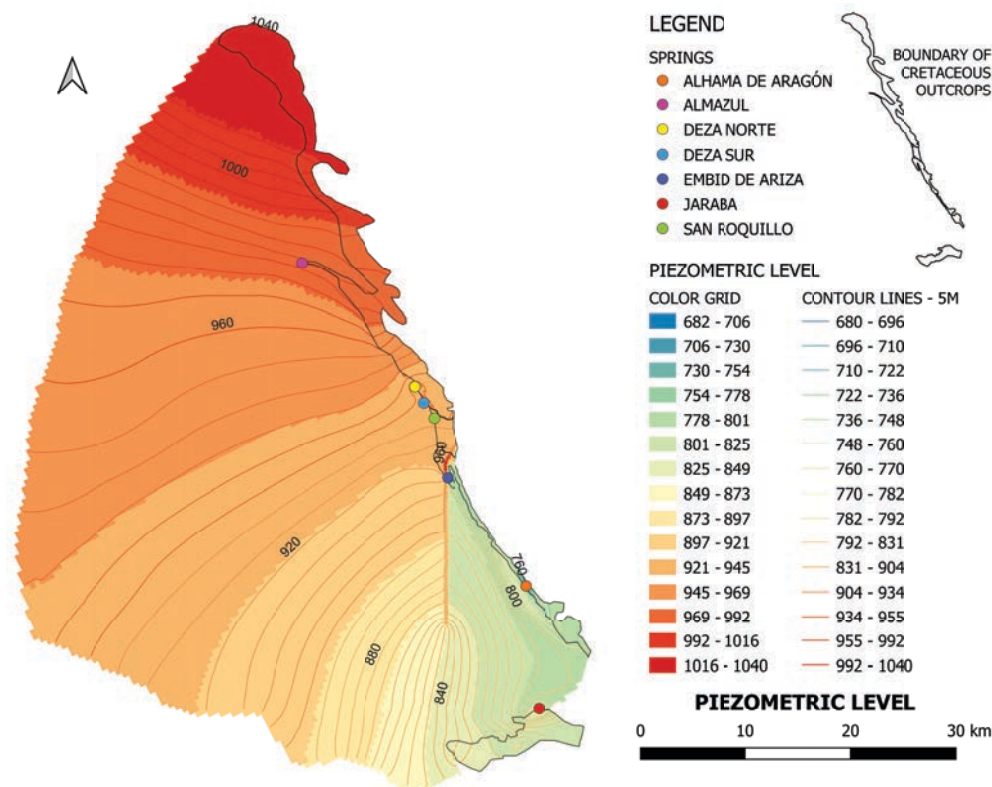 1040
1000
960
960
920
880
840
760
800
LEGEND
SPRINGS
ALHAMA DE ARAGÓN
ALMAZUL
DEZA NORTE
DEZA SUR
EMBID DE ARIZA
JARABA
SAN ROQUILLO
BOUNDARY OF
CRETACEOUS
OUTCROPS
PIEZOMETRIC LEVEL
COLOR GRID
682 - 706
706 - 730
730 - 754
754 - 778
778 - 801
801 - 825
825 - 849
849 - 873
873 - 897
897 - 921
921 - 945
945 - 969
969 - 992
992 - 1016
1016 - 1040
CONTOUR LINES - 5M
680 - 696
696 - 710
710 - 722
722 - 736
736 - 748
748 - 760
760 - 770
770 - 782
782 - 792
792 - 831
831 - 904
904 - 934
934 - 955
955 - 992
992 - 1040
PIEZOMETRIC LEVEL
0 10 20 30 km